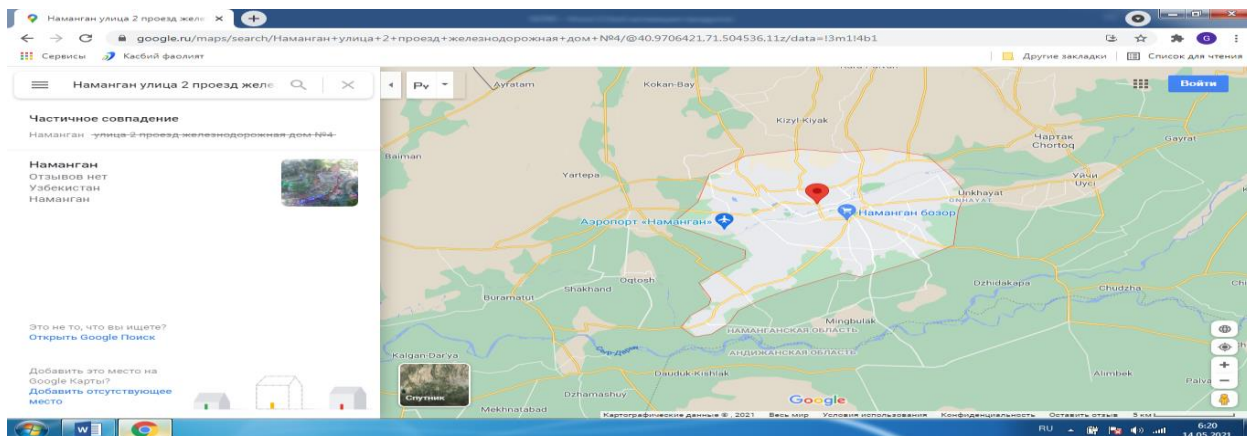 Наманган улица 2 проезд желе
google.ru/maps/search/Наманган+улица+2+проезд+железнодорожная+дом+№4/@40.9706421,71.504536,11z/data=!3m1!4b1
G
Сервисы
Касбий фаолият
Другие закладки
Список для чтения
Наманган улица 2 проезд желе
Ру
Войти
Частичное совпадение
Наманган улица 2 проезд железнодорожная дом №4
Наманган
Отзывов нет
Узбекистан
Наманган
Это не то, что вы ищете?
Открыть Google Поиск
Добавить это место на
Google Карты?
Добавить отсутствующее
место
Ayratam
Kokan-Bay
Kizyl-Kiyak
Чартак
Chortoq
Gayrat
Baiman
Yartepa
Уйчи
Uyci
Unkhayat
UNHAYAT
Наманган бозор
Аэропорт «Наманган»
Oqtosh
Shakhand
Buramatut
Dzhidakapa
Chudzha
Mingbulak
НАМАНГАНСКАЯ ОБЛАСТЬ
АНДИЖАНСКАЯ ОБЛАСТЬ
Kalgan-Dar'ya
Dauduk-Kishlak
Alimbek
Dzhamashuy
Mekhnatabad
Спутник
Google
Картографические данные ©, 2021 Весь мир Условия использования Конфиденциальность Оставить отзыв 5 км
RU
6:20
14.05.2021